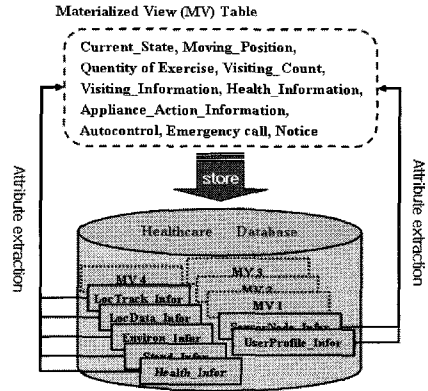 Materialized View (MV) Table
Current_State, Moving_Position,
Quantity of Exercise, Visiting_Count,
Visiting_Information, Health_Information,
Appliance_Action_Information,
Autocontrol, Emergency call, Notice
Attribute extraction
Attribute extraction
store
Healthcare Database
MV 3
MV 4
MV 2
MV 1
LocTrack_Infor
LocData_Infor
SensorNode_Infor
Environ_Infor
UserProfile_Infor
Health_Infor